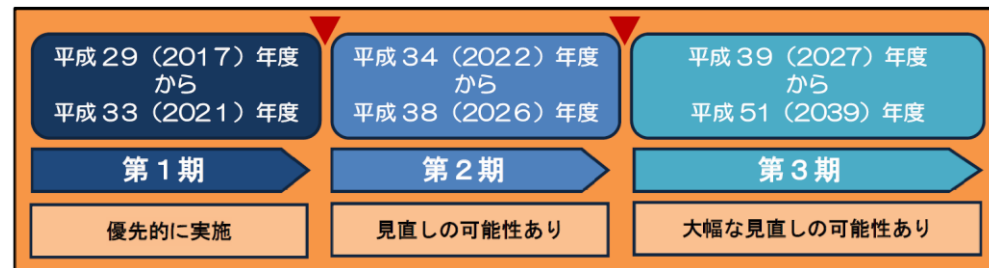 平成29（2017）年度
から
平成33（2021）年度
平成34（2022）年度
から
平成38（2026）年度
平成39（2027）年度
から
平成51（2039）年度
第1期
第2期
第3期
優先的に実施
見直しの可能性あり
大幅な見直しの可能性あり